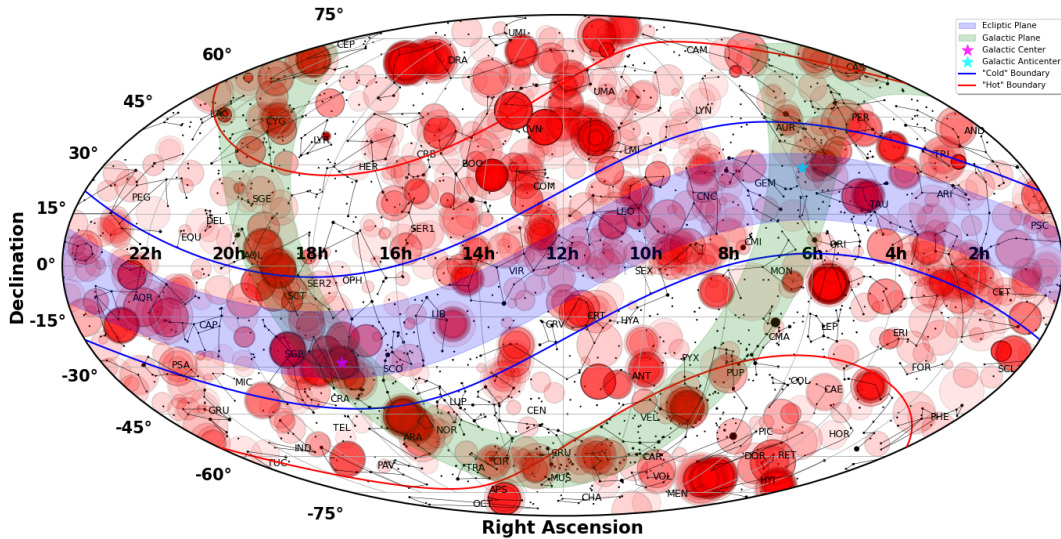 75°
60°
45°
30°
15°
0°
-15°
-30°
-45°
-60°
-75°
Declination
Right Ascension
22h
20h
18h
16h
14h
12h
10h
8h
6h
4h
2h
Ecliptic Plane
Galactic Plane
Galactic Center
Galactic Anticenter
"Cold" Boundary
"Hot" Boundary
UMI
CEP
DRA
CAM
CAS
UMA
LYN
LAC
CYG
CVN
AUR
PER
AND
LYR
HER
CRB
BOO
LMI
TRI
COM
GEM
PEG
SGE
LEO
CNC
TAU
ARI
DEL
EQU
SER1
PSC
AQL
VIR
SEX
CMI
ORI
SER2
OPH
MON
CET
AQR
SCT
LIB
CRT
HYA
CAP
CRV
CMA
LEP
ERI
SGR
SCO
PYX
PSA
MIC
ANT
PUP
COL
CAE
FOR
SCL
CRA
LUP
GRU
CEN
VEL
PHE
TEL
NOR
ARA
PIC
HOR
IND
TUC
PAV
TRA
CIR
CRU
MUS
CAR
VOL
DOR
RET
APS
OCT
CHA
MEN
HYI